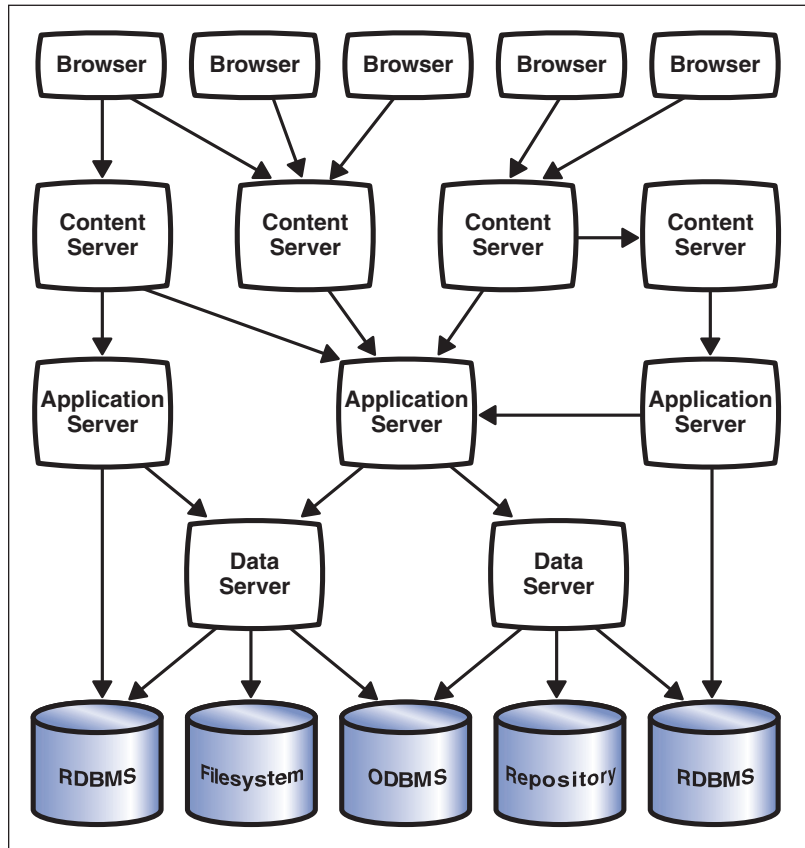 Browser
Browser
Browser
Browser
Browser
Content
Server
Content
Server
Content
Server
Content
Server
Application
Server
Application
Server
Application
Server
Data
Server
Data
Server
RDBMS
Filesystem
ODBMS
Repository
RDBMS